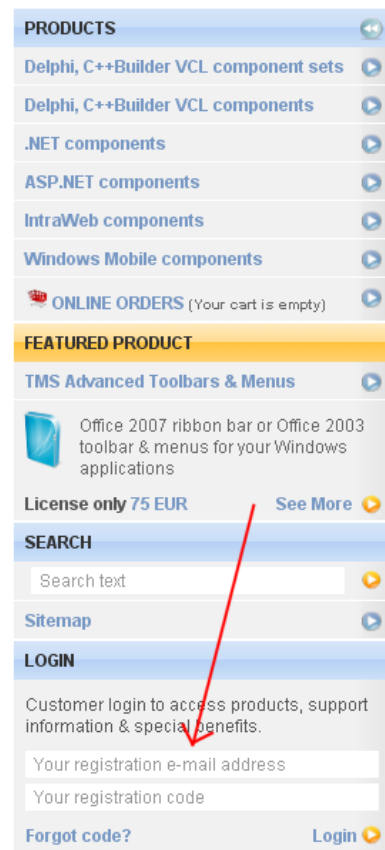 PRODUCTS
Delphi, C++Builder VCL component sets
Delphi, C++Builder VCL components
.NET components
ASP.NET components
IntraWeb components
Windows Mobile components
ONLINE ORDERS (Your cart is empty)
FEATURED PRODUCT
TMS Advanced Toolbars & Menus
Office 2007 ribbon bar or Office 2003
toolbar & menus for your Windows
applications
License only 75 EUR See More
SEARCH
Search text
Sitemap
LOGIN
Customer login to access products, support
information & special benefits.
Your registration e-mail address
Your registration code
Forgot code? Login